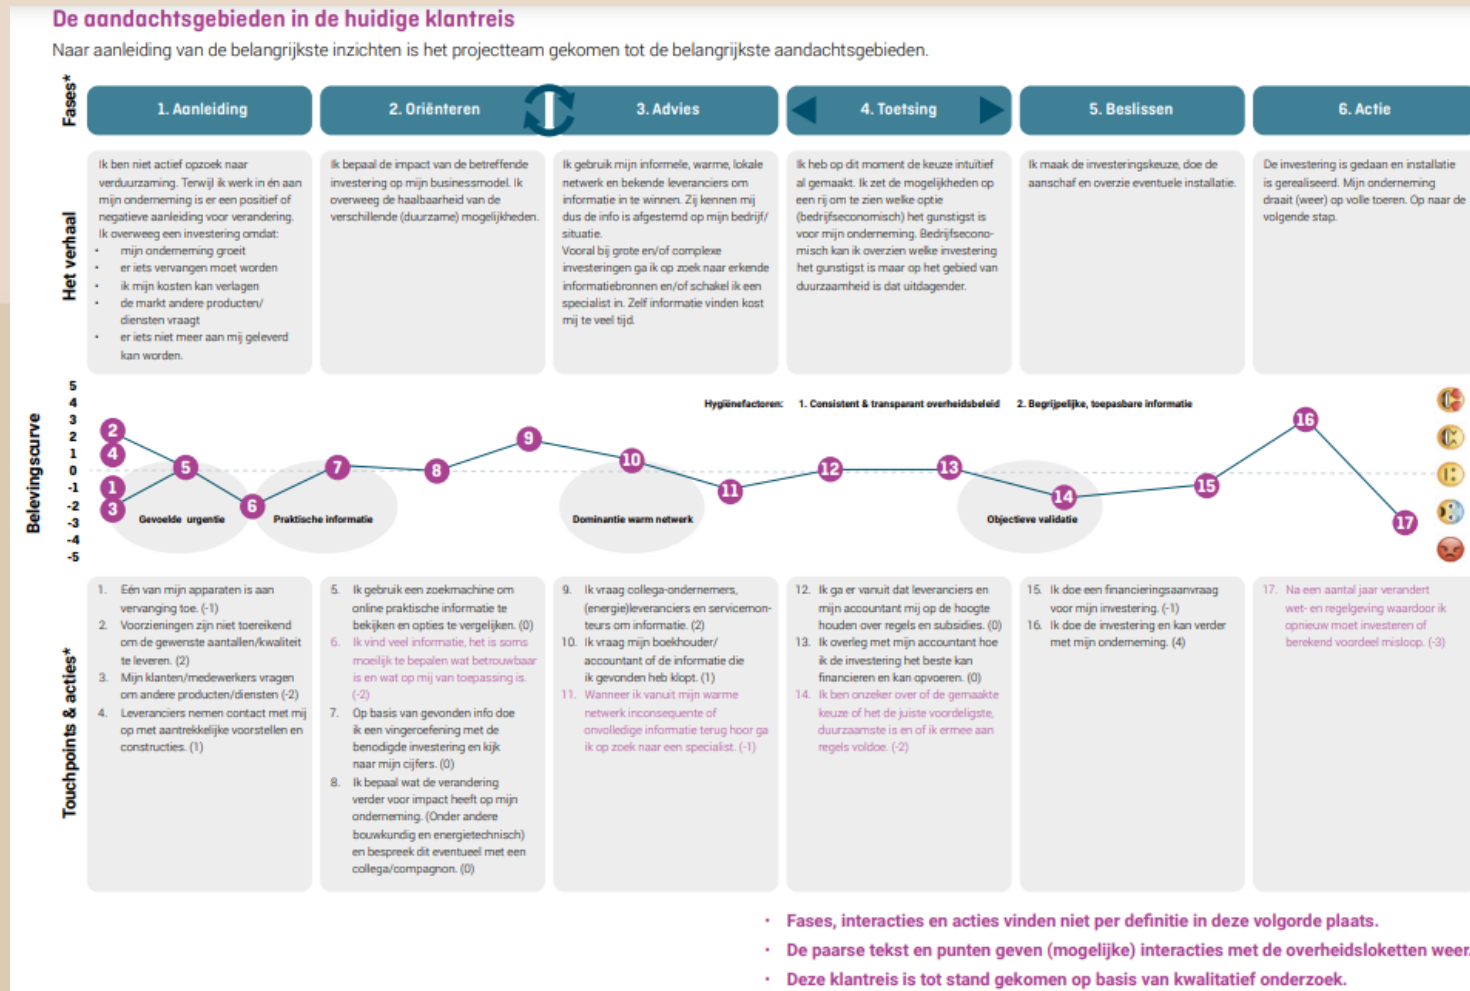 De aandachtsgebieden in de huidige klantreis
Naar aanleiding van de belangrijkste inzichten is het projectteam gekomen tot de belangrijkste aandachtsgebieden.
Fases*
1. Aanleiding
2. Oriënteren
3. Advies
4. Toetsing
5. Beslissen
6. Actie
Het verhaal
Ik ben niet actief opzoek naar
verduurzaming. Terwijl ik werk in én aan
mijn onderneming is er een positief of
negatieve aanleiding voor verandering.
Ik overweeg een investering omdat:
• mijn onderneming groeit
• er iets vervangen moet worden
• ik mijn kosten kan verlagen
• de markt andere producten/
diensten vraagt
• er iets niet meer aan mij geleverd
kan worden.
Ik bepaal de impact van de betreffende
investering op mijn businessmodel. Ik
overweeg de haalbaarheid van de
verschillende (duurzame) mogelijkheden.
Ik gebruik mijn informele, warme, lokale
netwerk en bekende leveranciers om
informatie in te winnen. Zij kennen mij
dus de info is afgestemd op mijn bedrijf/
situatie.
Vooral bij grote en/of complexe
investeringen ga ik op zoek naar erkende
informatiebronnen en/of schakel ik een
specialist in. Zelf informatie vinden kost
mij te veel tijd.
Ik heb op dit moment de keuze intuïtief
al gemaakt. Ik zet de mogelijkheden op
een rij om te zien welke optie
(bedrijfseconomisch) het gunstigst is
voor mijn onderneming. Bedrijfsecono-
misch kan ik overzien welke investering
het gunstigst is maar op het gebied van
duurzaamheid is dat uitdagender.
Ik maak de investeringskeuze, doe de
aanschaf en overzie eventuele installatie.
De investering is gedaan en installatie
is gerealiseerd. Mijn onderneming
draait (weer) op volle toeren. Op naar de
volgende stap.
Belevingscurve
5
4
3
2
1
0
-1
-2
-3
-4
-5
Hygiënefactoren: 1. Consistent & transparant overheidsbeleid 2. Begrijpelijke, toepasbare informatie
2
4
1
3
5
6
7
8
9
10
11
12
13
14
15
16
17
Gevoelde urgentie
Praktische informatie
Dominantie warm netwerk
Objectieve validatie
Touchpoints & acties*
1. Eén van mijn apparaten is aan
vervanging toe. (-1)
2. Voorzieningen zijn niet toereikend
om de gewenste aantallen/kwaliteit
te leveren. (2)
3. Mijn klanten/medewerkers vragen
om andere producten/diensten (-2)
4. Leveranciers nemen contact met mij
op met aantrekkelijke voorstellen en
constructies. (1)
5. Ik gebruik een zoekmachine om
online praktische informatie te
bekijken en opties te vergelijken. (0)
6. Ik vind veel informatie, het is soms
moeilijk te bepalen wat betrouwbaar
is en wat op mij van toepassing is.
(-2)
7. Op basis van gevonden info doe
ik een vingeroefening met de
benodigde investering en kijk
naar mijn cijfers. (0)
8. Ik bepaal wat de verandering
verder voor impact heeft op mijn
onderneming. (Onder andere
bouwkundig en energietechnisch)
en bespreek dit eventueel met een
collega/compagnon. (0)
9. Ik vraag collega-ondernemers,
(energie)leveranciers en servicemon-
teurs om informatie. (2)
10. Ik vraag mijn boekhouder/
accountant of de informatie die
ik gevonden heb klopt. (1)
11. Wanneer ik vanuit mijn warme
netwerk inconsequente of
onvolledige informatie terug hoor ga
ik op zoek naar een specialist. (-1)
12. Ik ga er vanuit dat leveranciers en
mijn accountant mij op de hoogte
houden over regels en subsidies. (0)
13. Ik overleg met mijn accountant hoe
ik de investering het beste kan
financieren en kan opvoeren. (0)
14. Ik ben onzeker over of de gemaakte
keuze of het de juiste voordeligste,
duurzaamste is en of ik ermee aan
regels voldoe. (-2)
15. Ik doe een financieringsaanvraag
voor mijn investering. (-1)
16. Ik doe de investering en kan verder
met mijn onderneming. (4)
17. Na een aantal jaar verandert
wet- en regelgeving waardoor ik
opnieuw moet investeren of
berekend voordeel misloop. (-3)
• Fases, interacties en acties vinden niet per definitie in deze volgorde plaats.
• De paarse tekst en punten geven (mogelijke) interacties met de overheidsloketten weer.
• Deze klantreis is tot stand gekomen op basis van kwalitatief onderzoek.